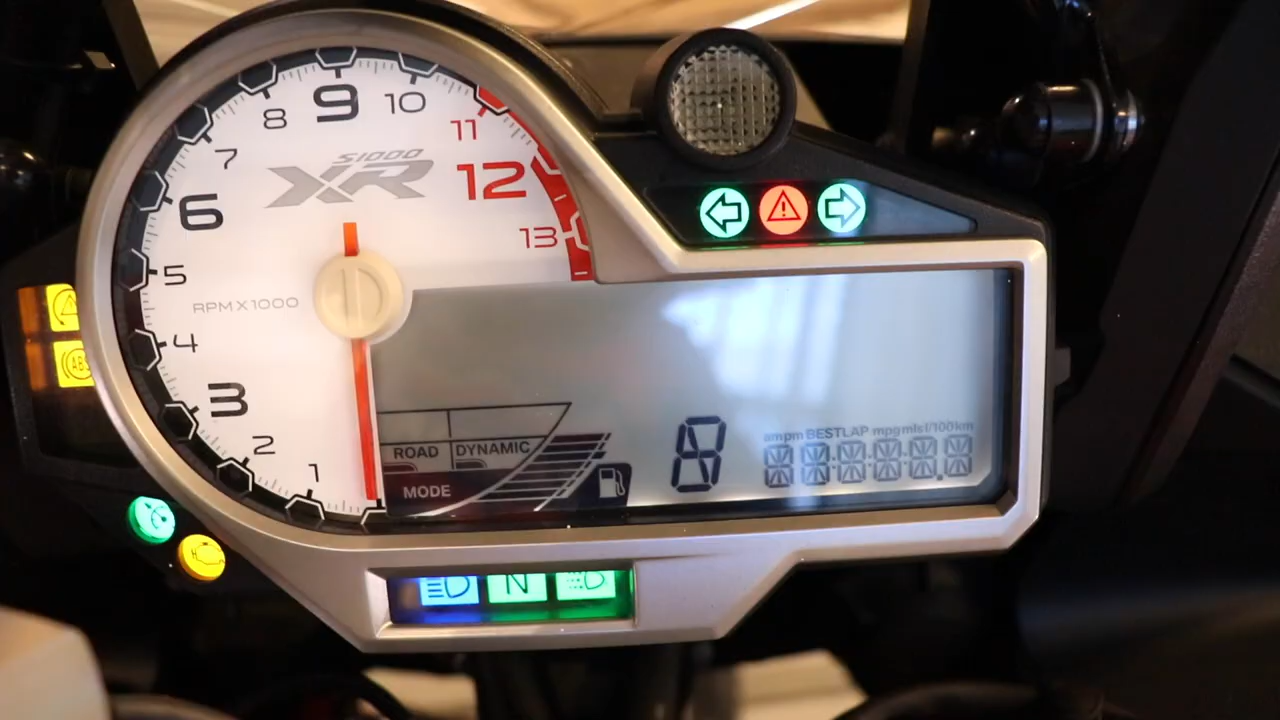 9
8
10
7
11
S1000
XR
12
6
13
5
RPM X 1000
ABS
4
3
am pm BESTLAP mpg mls l/100km
8
ROAD DYNAMIC
2
1
MODE
N